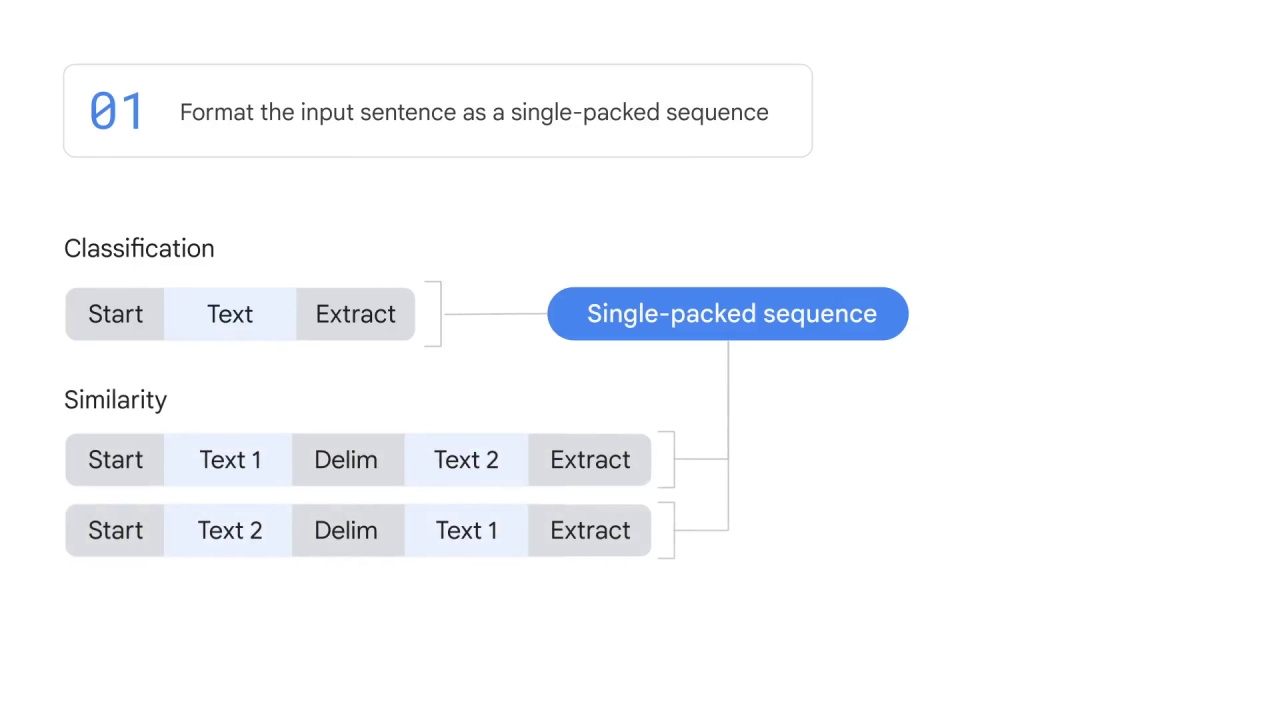 01 Format the input sentence as a single-packed sequence
Classification
Start Text Extract Single-packed sequence
Similarity
Start Text 1 Delim Text 2 Extract
Start Text 2 Delim Text 1 Extract